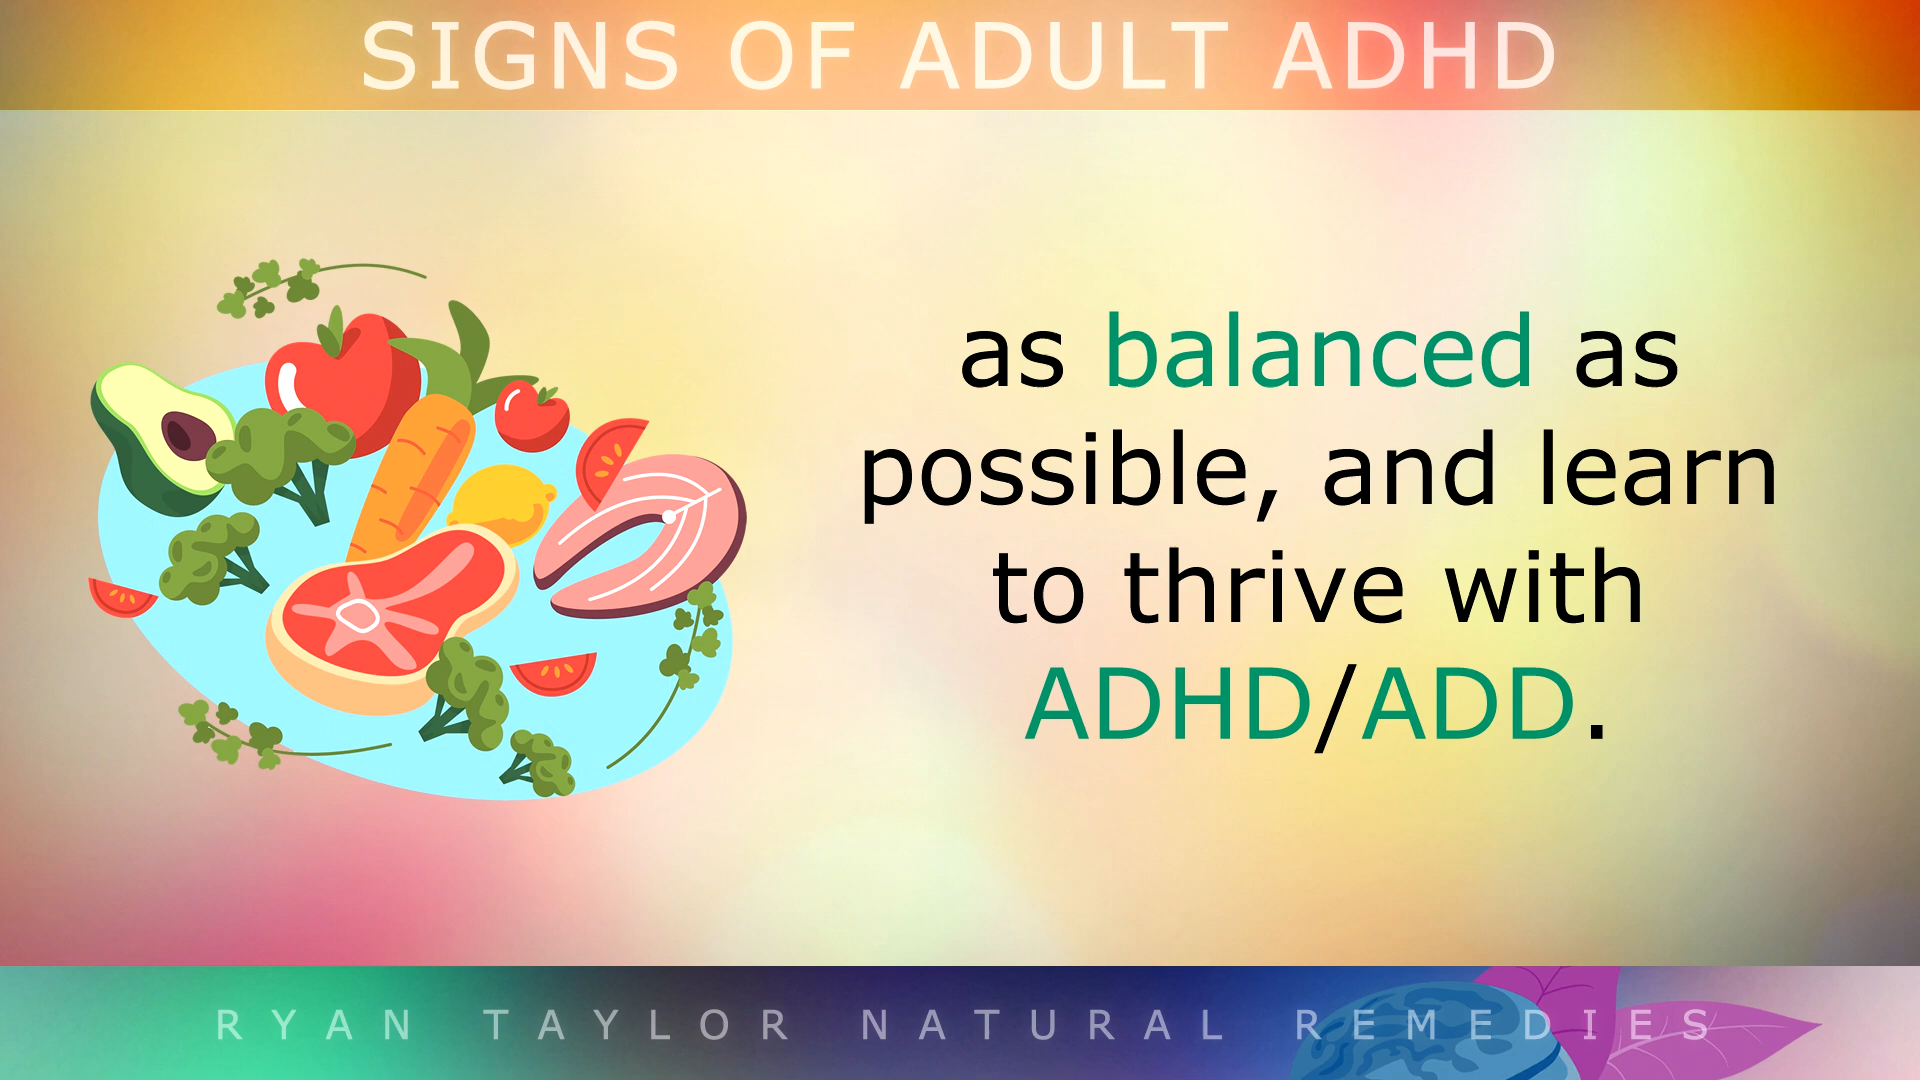 SIGNS OF ADULT ADHD
as balanced as
possible, and learn
to thrive with
ADHD/ADD.
RYAN TAYLOR NATURAL REMEDIES